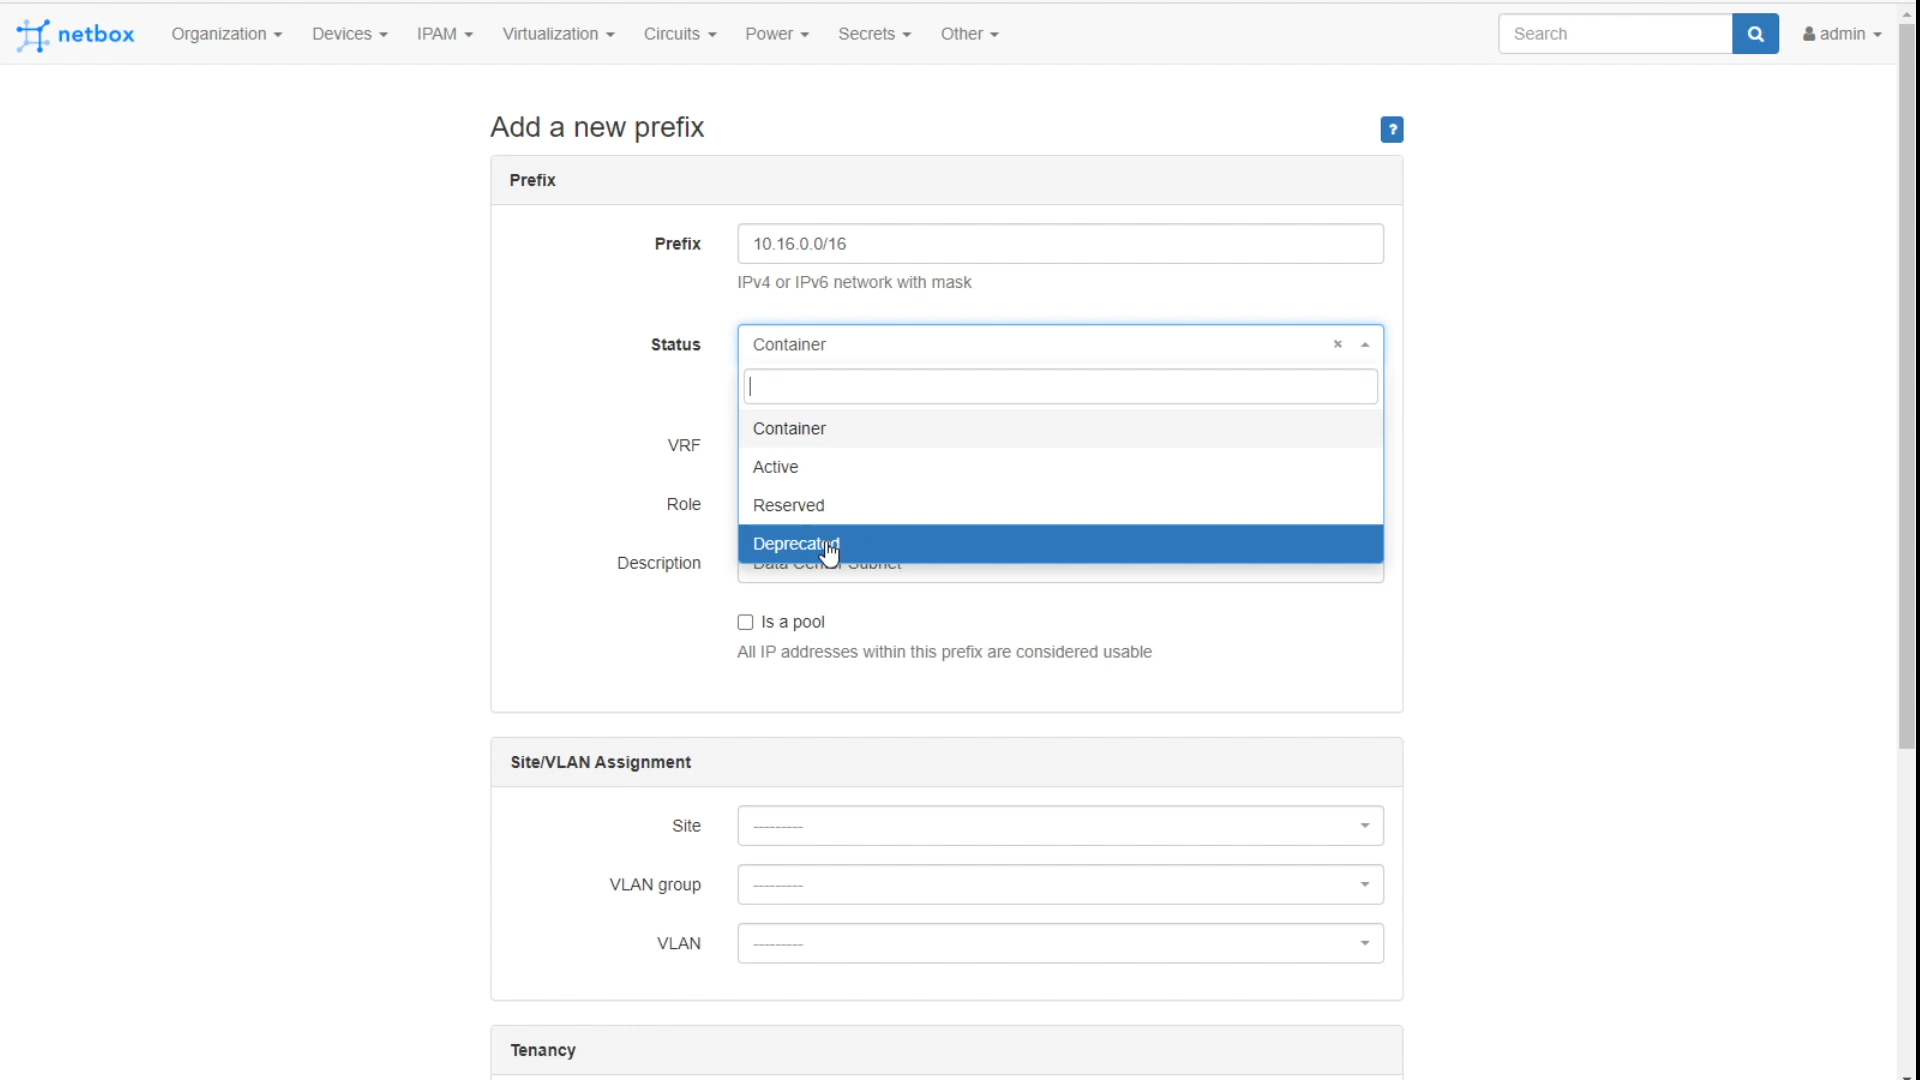 netbox Organization Devices IPAM Virtualization Circuits Power Secrets Other Search admin
Add a new prefix ?
Prefix
Prefix 10.16.0.0/16
IPv4 or IPv6 network with mask
Status Container × 
Container
VRF
Active
Role Reserved
Deprecated
Description Data Center Subnet
Is a pool
All IP addresses within this prefix are considered usable
Site/VLAN Assignment
Site ---------
VLAN group ---------
VLAN ---------
Tenancy